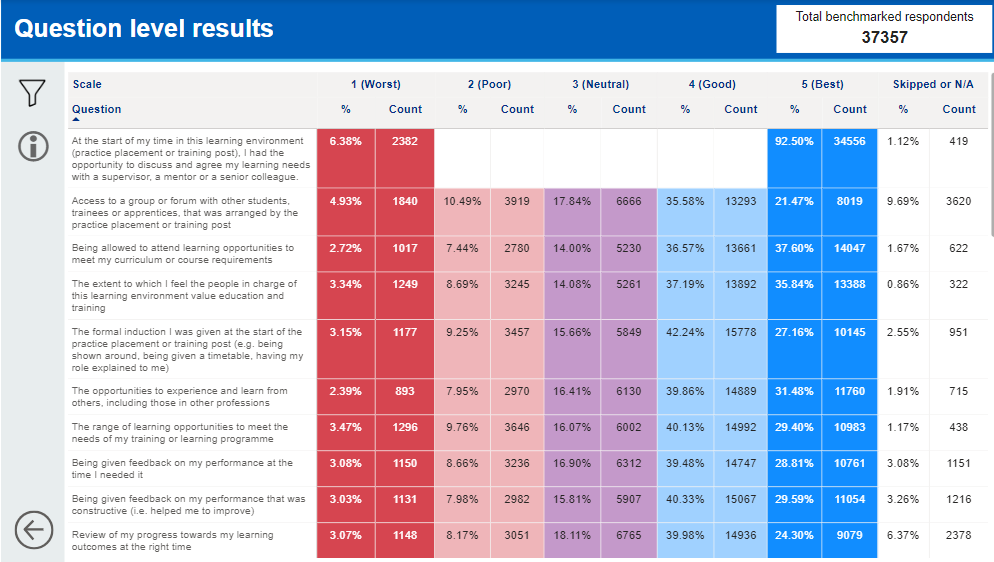 Question level results
Total benchmarked respondents
37357
Scale 1 (Worst) 2 (Poor) 3 (Neutral) 4 (Good) 5 (Best) Skipped or N/A
Question % Count % Count % Count % Count % Count % Count
At the start of my time in this learning environment 6.38% 2382 92.50% 34556 1.12% 419
(practice placement or training post), I had the
opportunity to discuss and agree my learning needs
with a supervisor, a mentor or a senior colleague.
Access to a group or forum with other students, 4.93% 1840 10.49% 3919 17.84% 6666 35.58% 13293 21.47% 8019 9.69% 3620
trainees or apprentices, that was arranged by the
practice placement or training post
Being allowed to attend learning opportunities to 2.72% 1017 7.44% 2780 14.00% 5230 36.57% 13661 37.60% 14047 1.67% 622
meet my curriculum or course requirements
The extent to which I feel the people in charge of 3.34% 1249 8.69% 3245 14.08% 5261 37.19% 13892 35.84% 13388 0.86% 322
this learning environment value education and
training
The formal induction I was given at the start of the 3.15% 1177 9.25% 3457 15.66% 5849 42.24% 15778 27.16% 10145 2.55% 951
practice placement or training post (e.g. being
shown around, being given a timetable, having my
role explained to me)
The opportunities to experience and learn from 2.39% 893 7.95% 2970 16.41% 6130 39.86% 14889 31.48% 11760 1.91% 715
others, including those in other professions
The range of learning opportunities to meet the 3.47% 1296 9.76% 3646 16.07% 6002 40.13% 14992 29.40% 10983 1.17% 438
needs of my training or learning programme
Being given feedback on my performance at the 3.08% 1150 8.66% 3236 16.90% 6312 39.48% 14747 28.81% 10761 3.08% 1151
time I needed it
Being given feedback on my performance that was 3.03% 1131 7.98% 2982 15.81% 5907 40.33% 15067 29.59% 11054 3.26% 1216
constructive (i.e. helped me to improve)
Review of my progress towards my learning 3.07% 1148 8.17% 3051 18.11% 6765 39.98% 14936 24.30% 9079 6.37% 2378
outcomes at the right time